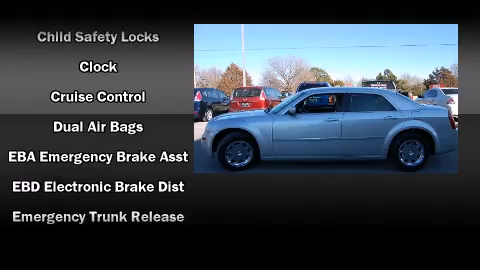 Child Safety Locks
Clock
Cruise Control
Dual Air Bags
EBA Emergency Brake Asst
EBD Electronic Brake Dist
Emergency Trunk Release